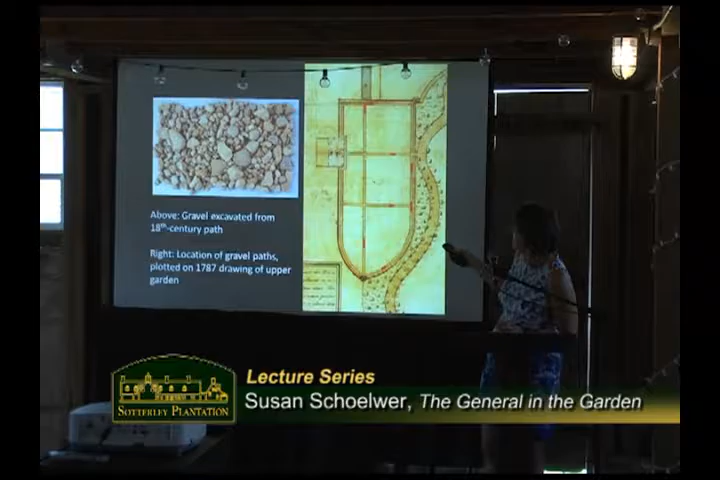 Above: Gravel excavated from
18th-century path
Right: Location of gravel paths,
plotted on 1787 drawing of upper
garden
Lecture Series
SOTTERLEY PLANTATION
Susan Schoelwer, The General in the Garden